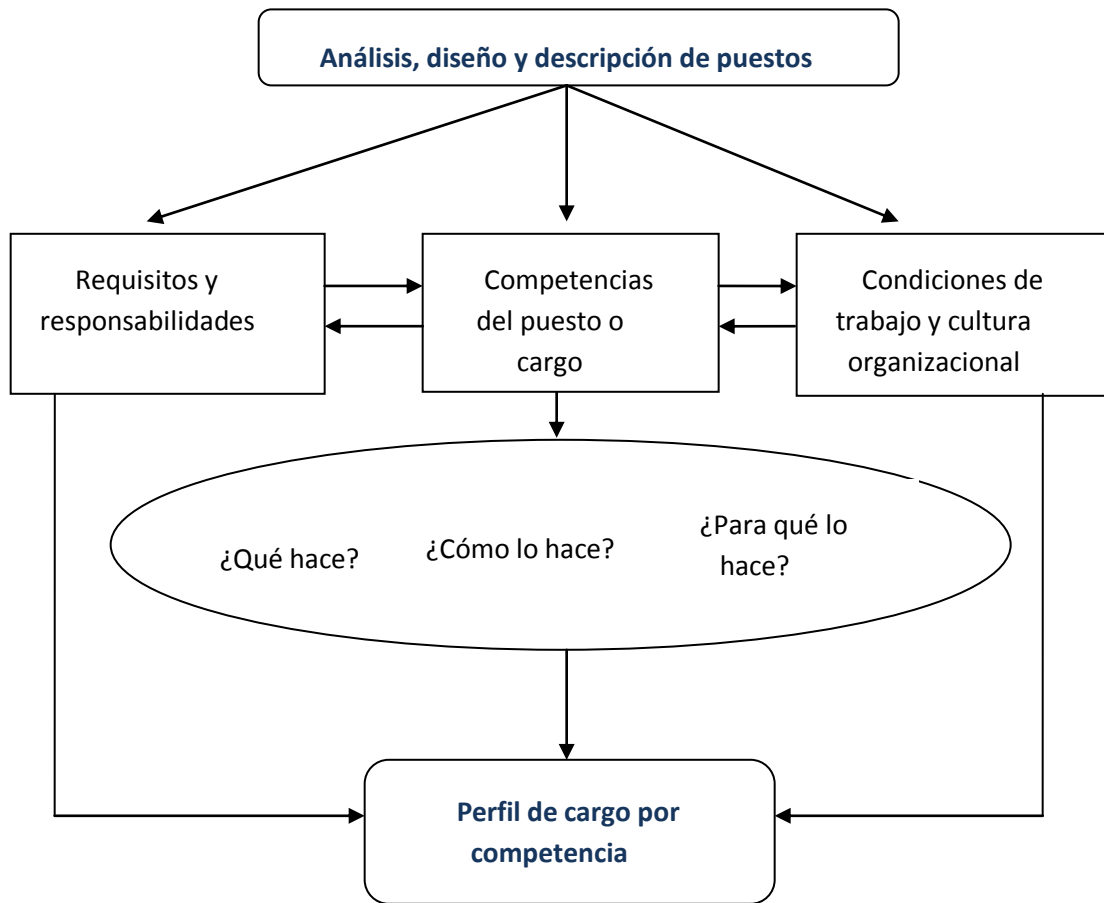 Análisis, diseño y descripción de puestos
Requisitos y
responsabilidades
Competencias
del puesto o
cargo
Condiciones de
trabajo y cultura
organizacional
¿Qué hace?
¿Cómo lo hace?
¿Para qué lo
hace?
Perfil de cargo por
competencia